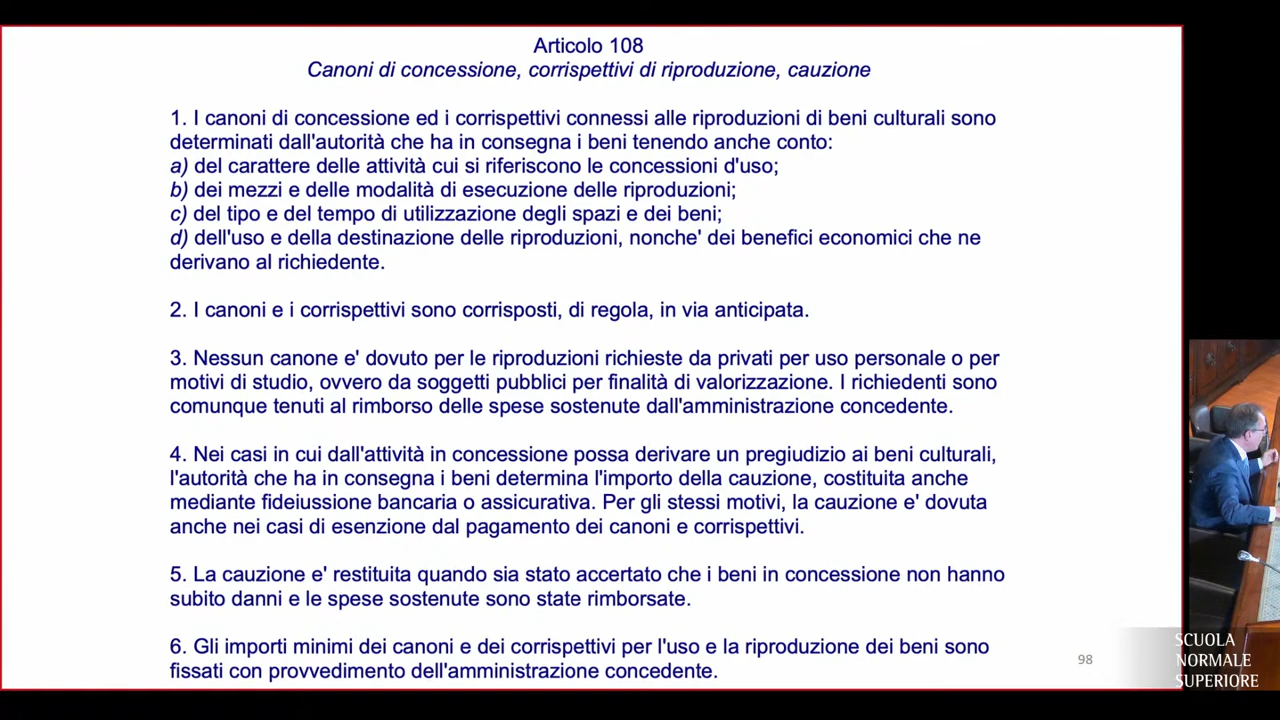 Articolo 108
Canoni di concessione, corrispettivi di riproduzione, cauzione
1. I canoni di concessione ed i corrispettivi connessi alle riproduzioni di beni culturali sono
determinati dall'autorità che ha in consegna i beni tenendo anche conto:
a) del carattere delle attività cui si riferiscono le concessioni d'uso;
b) dei mezzi e delle modalità di esecuzione delle riproduzioni;
c) del tipo e del tempo di utilizzazione degli spazi e dei beni;
d) dell'uso e della destinazione delle riproduzioni, nonche' dei benefici economici che ne
derivano al richiedente.
2. I canoni e i corrispettivi sono corrisposti, di regola, in via anticipata.
3. Nessun canone e' dovuto per le riproduzioni richieste da privati per uso personale o per
motivi di studio, ovvero da soggetti pubblici per finalità di valorizzazione. I richiedenti sono
comunque tenuti al rimborso delle spese sostenute dall'amministrazione concedente.
4. Nei casi in cui dall'attività in concessione possa derivare un pregiudizio ai beni culturali,
l'autorità che ha in consegna i beni determina l'importo della cauzione, costituita anche
mediante fideiussione bancaria o assicurativa. Per gli stessi motivi, la cauzione e' dovuta
anche nei casi di esenzione dal pagamento dei canoni e corrispettivi.
5. La cauzione e' restituita quando sia stato accertato che i beni in concessione non hanno
subito danni e le spese sostenute sono state rimborsate.
6. Gli importi minimi dei canoni e dei corrispettivi per l'uso e la riproduzione dei beni sono
fissati con provvedimento dell'amministrazione concedente.
98
SCUOLA
NORMALE
SUPERIORE